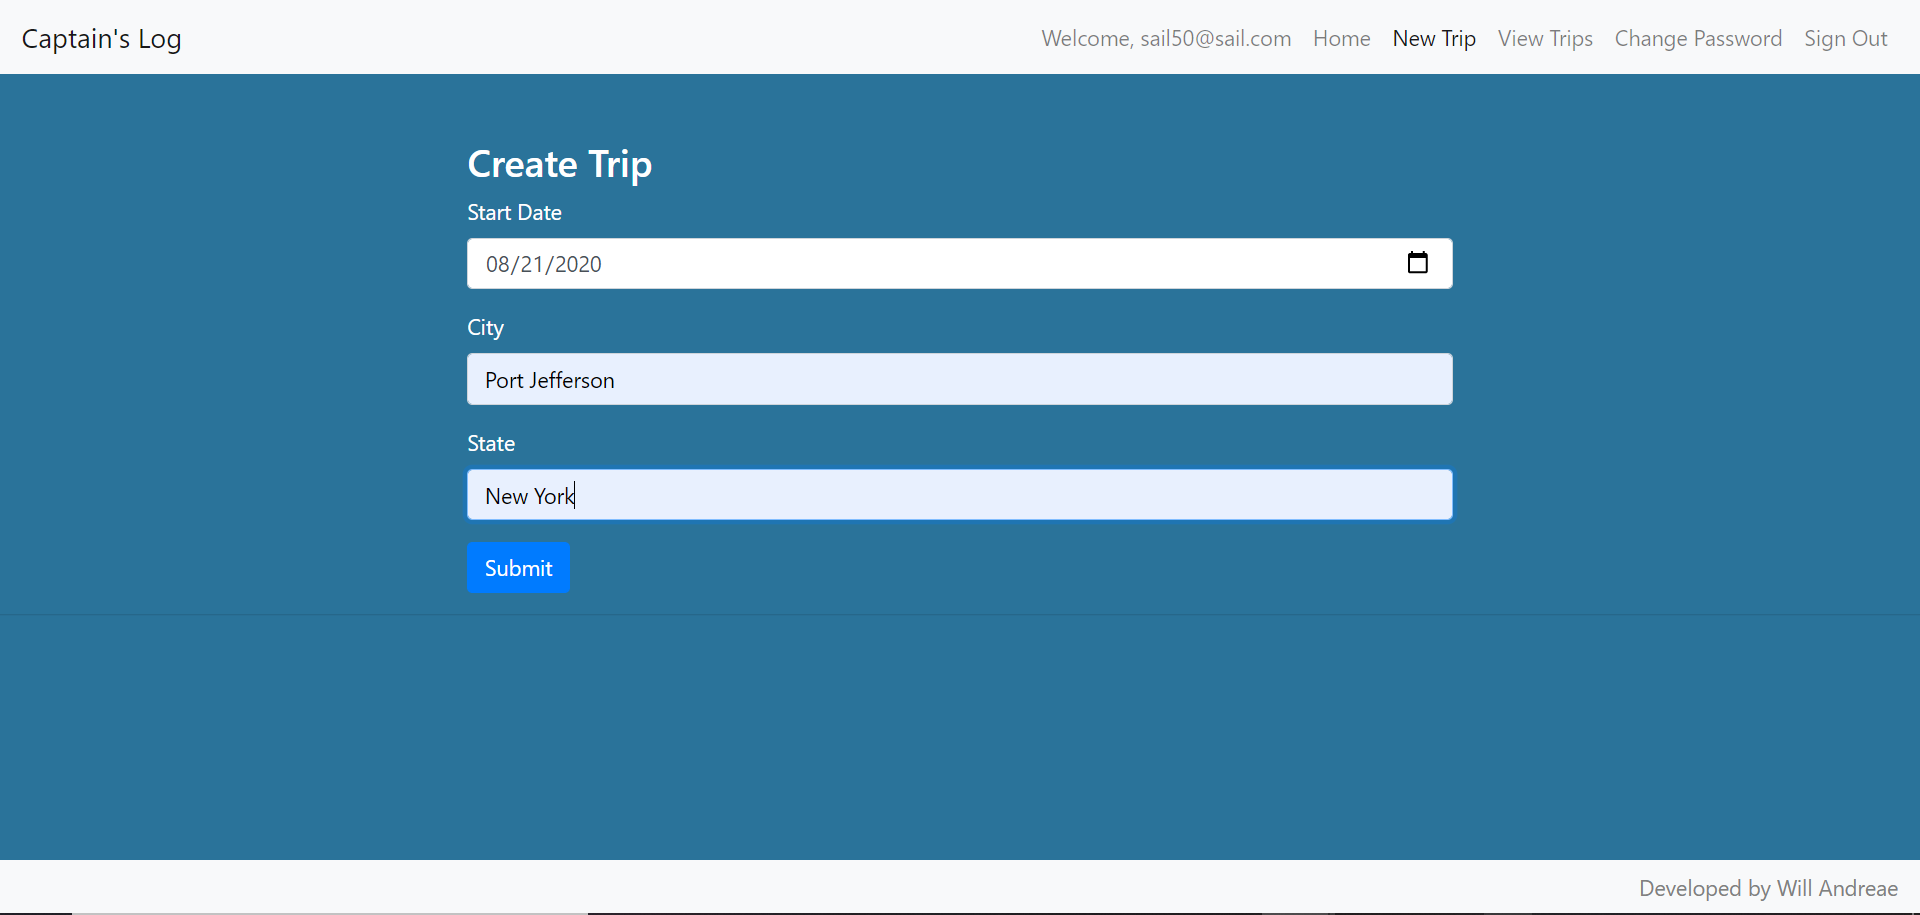 Captain's Log
Welcome, sail50@sail.com Home New Trip View Trips Change Password Sign Out
Create Trip
Start Date
08/21/2020
City
Port Jefferson
State
New York
Submit
Developed by Will Andreae